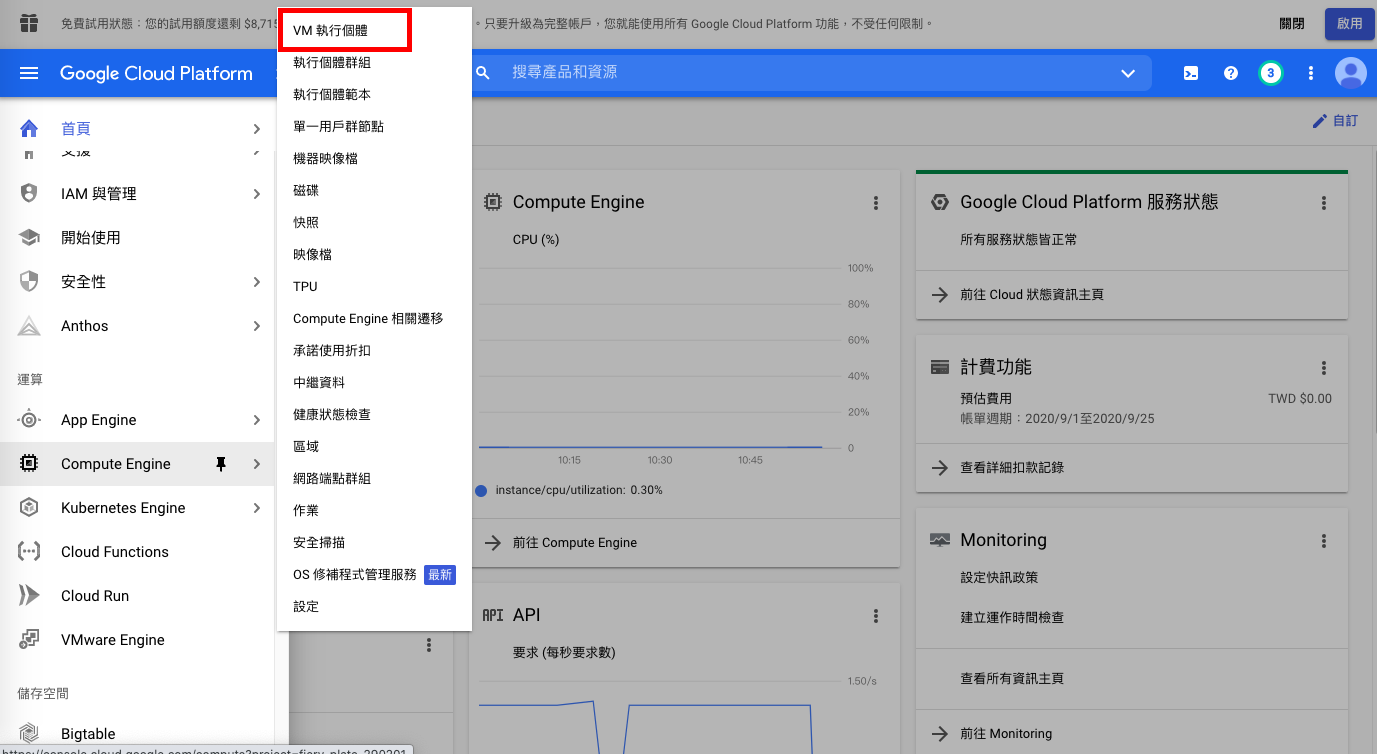 免費試用狀態：您的試用額度還剩 $8,715
。只要升級為完整帳戶，您就能使用所有 Google Cloud Platform 功能，不受任何限制。
關閉
啟用
Google Cloud Platform
搜尋產品和資源
3
首頁
支援
IAM 與管理
開始使用
安全性
Anthos
運算
App Engine
Compute Engine
Kubernetes Engine
Cloud Functions
Cloud Run
VMware Engine
儲存空間
Bigtable
https://console.cloud.google.com/compute?project=fiery-plate-290201
VM 執行個體
執行個體群組
執行個體範本
單一用戶群節點
機器映像檔
磁碟
快照
映像檔
TPU
Compute Engine 相關遷移
承諾使用折扣
中繼資料
健康狀態檢查
區域
網路端點群組
作業
安全掃描
OS 修補程式管理服務 最新
設定
自訂
Compute Engine
CPU (%)
100%
80%
60%
40%
20%
0
10:15
10:30
10:45
instance/cpu/utilization: 0.30%
前往 Compute Engine
API API
要求 (每秒要求數)
1.50/s
Google Cloud Platform 服務狀態
所有服務狀態皆正常
前往 Cloud 狀態資訊主頁
計費功能
預估費用 TWD $0.00
帳單週期：2020/9/1至2020/9/25
查看詳細扣款記錄
Monitoring
設定快訊政策
建立運作時間檢查
查看所有資訊主頁
前往 Monitoring